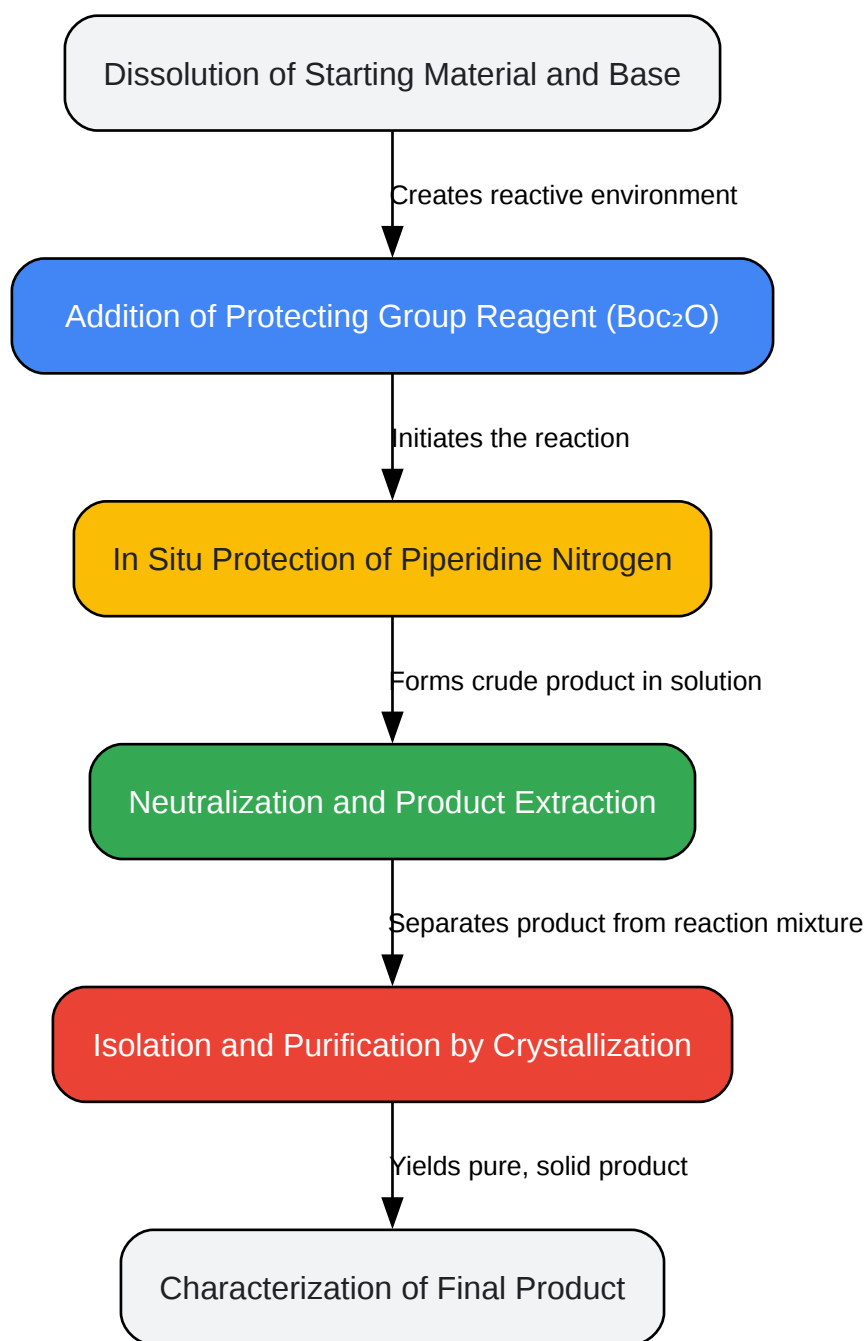 Dissolution of Starting Material and Base
Creates reactive environment
Addition of Protecting Group Reagent (Boc₂O)
Initiates the reaction
In Situ Protection of Piperidine Nitrogen
Forms crude product in solution
Neutralization and Product Extraction
Separates product from reaction mixture
Isolation and Purification by Crystallization
Yields pure, solid product
Characterization of Final Product